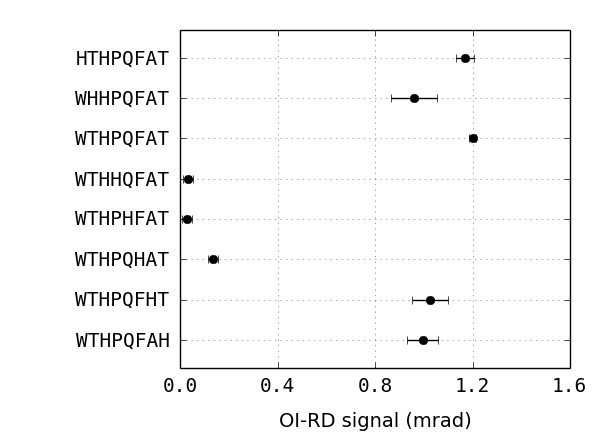 HTHPQFAT
WHHPQFAT
WTHPQFAT
WTHHQFAT
WTHPHFAT
WTHPQHAT
WTHPQFHT
WTHPQFAH
0.0 0.4 0.8 1.2 1.6
OI-RD signal (mrad)